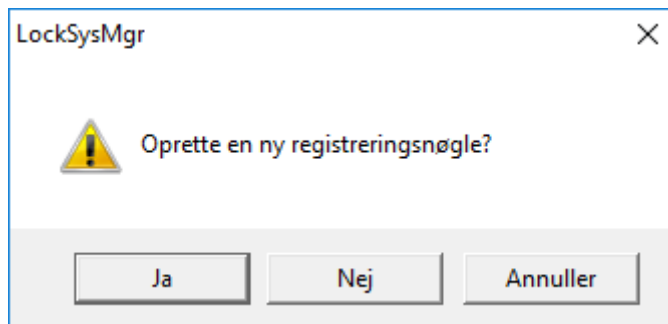 LockSysMgr
Oprette en ny registreringsnøgle?
Ja
Nej
Annuller